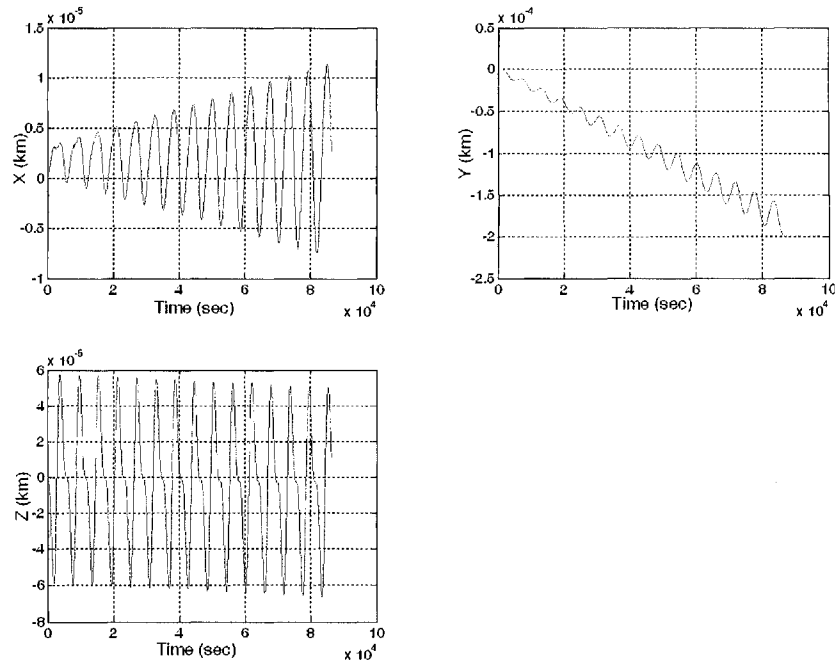 x 10^-5
1.5
1
0.5
0
-0.5
-1
X (km)
0 2 4 6 8 10
Time (sec)
x 10^4
x 10^-4
0.5
0
-0.5
-1
-1.5
-2
-2.5
Y (km)
0 2 4 6 8 10
Time (sec)
x 10^4
x 10^-6
6
4
2
0
-2
-4
-6
-8
Z (km)
0 2 4 6 8 10
Time (sec)
x 10^4